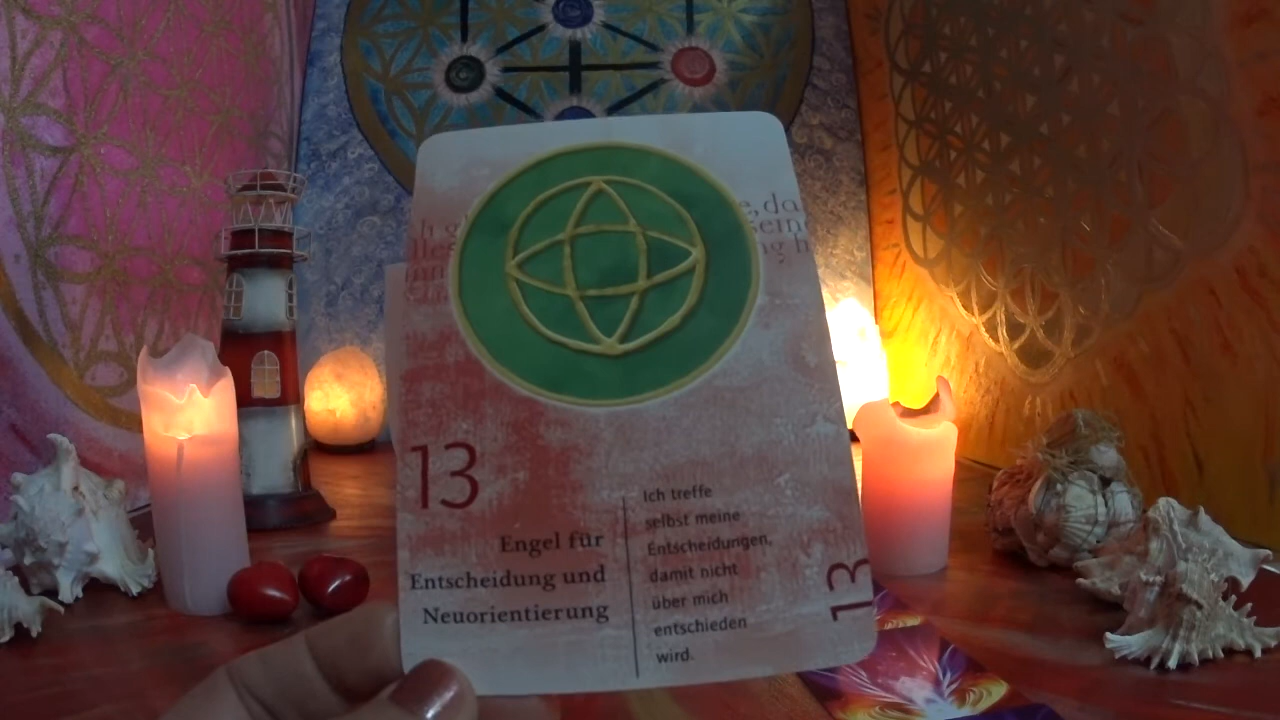 13
Engel für
Entscheidung und
Neuorientierung
Ich treffe
selbst meine
Entscheidungen,
damit nicht
über mich
entschieden
wird.
13